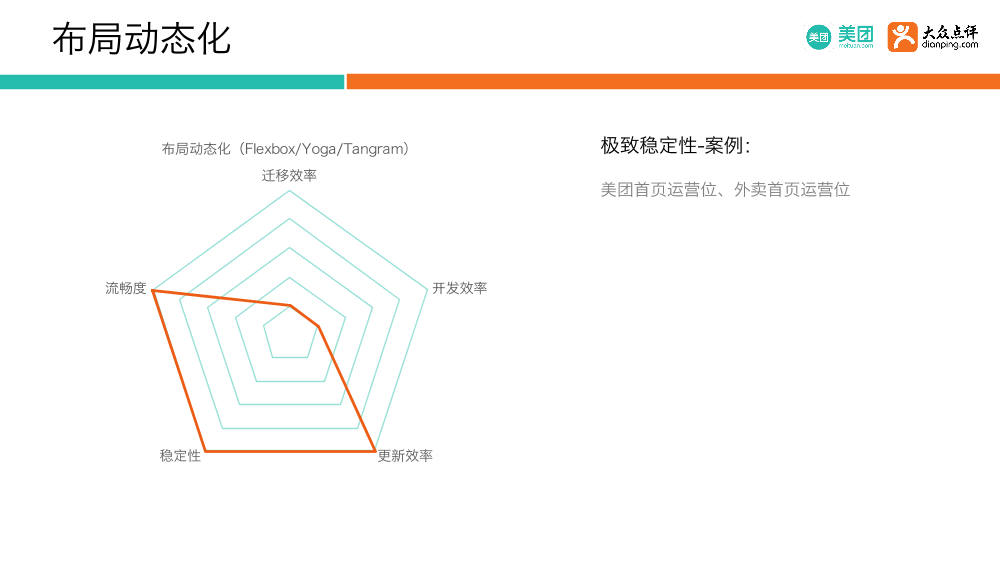 布局动态化
美团
美团
meituan.com
大众点评
dianping.com
布局动态化（Flexbox/Yoga/Tangram）
迁移效率
流畅度
开发效率
稳定性
更新效率
极致稳定性-案例：
美团首页运营位、外卖首页运营位